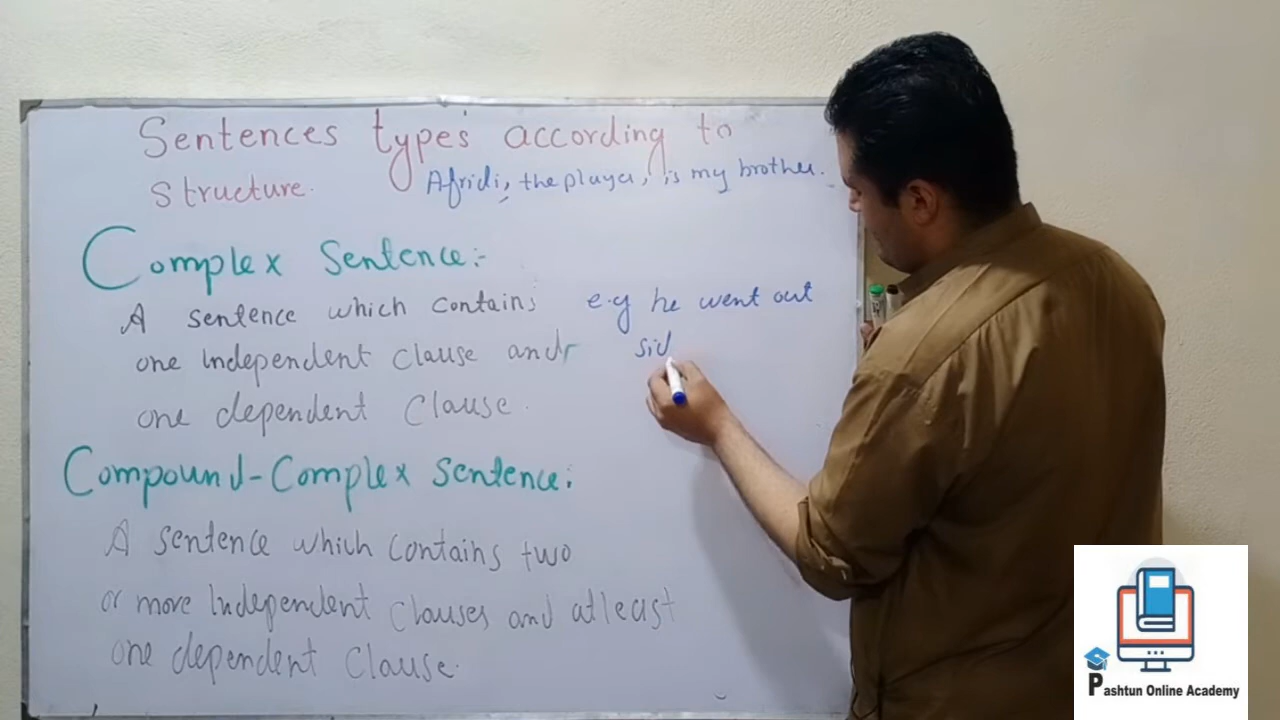 Sentences types according to
structure.
Afridi, the player, is my brother.
Complex Sentence:-
A sentence which contains
one independent clause and
one dependent clause.
e.g he went out
sid
Compound-Complex sentence:
A sentence which contains two
or more independent clauses and atleast
one dependent clause.
Pashtun Online Academy